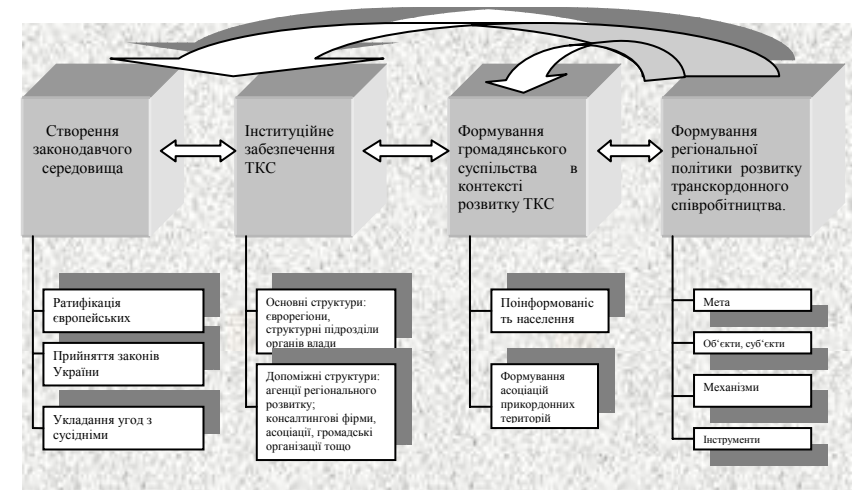 Створення
законодавчого
середовища
Інституційне
забезпечення
ТКС
Формування
громадянського
суспільства в
контексті
розвитку ТКС
Формування
регіональної
політики розвитку
транскордонного
співробітництва.
Ратифікація
європейських
Прийняття законів
України
Укладання угод з
сусідніми
Основні структури:
єврорегіони,
структурні підрозділи
органів влади
Допоміжні структури:
агенції регіонального
розвитку;
консалтингові фірми,
асоціації, громадські
організації тощо
Поінформованіс
ть населення
Формування
асоціацій
прикордонних
територій
Мета
Об‘єкти, суб‘єкти
Механізми
Інструменти